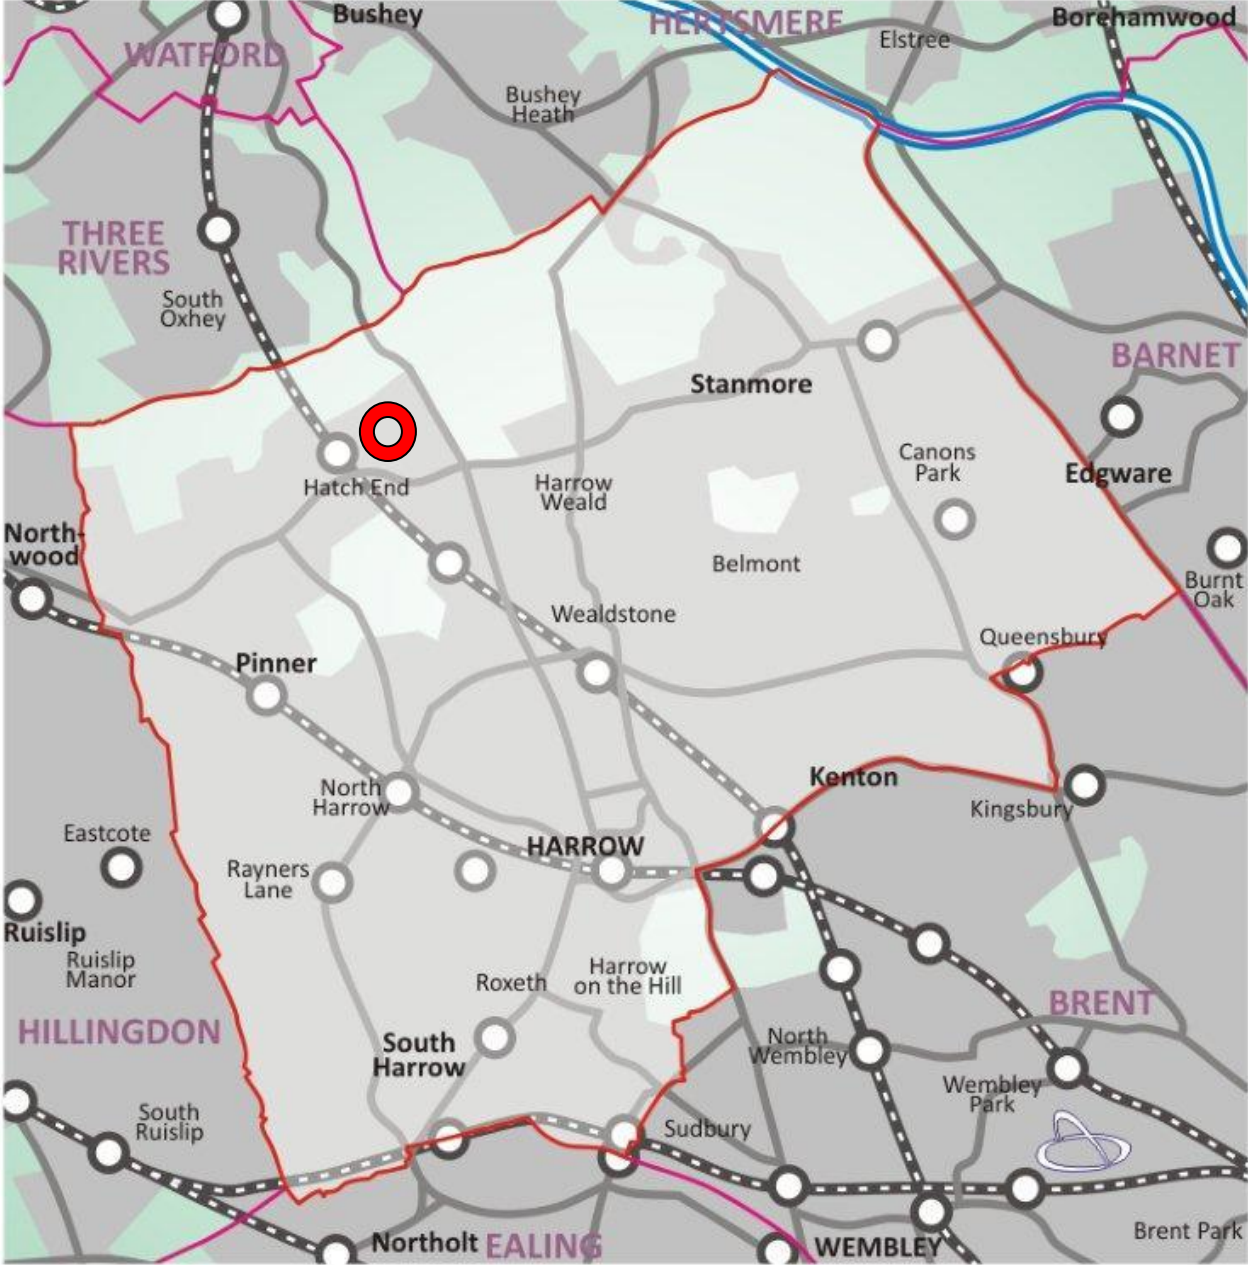 Bushey
HERTSMERE
Borehamwood
WATFORD
Elstree
Bushey
Heath
THREE
RIVERS
South
Oxhey
BARNET
Stanmore
Canons
Park
Edgware
Hatch End
Harrow
Weald
North-
wood
Belmont
Burnt
Oak
Wealdstone
Queensbury
Pinner
Kenton
North
Harrow
Kingsbury
Eastcote
HARROW
Rayners
Lane
Ruislip
Ruislip
Manor
Roxeth
Harrow
on the Hill
HILLINGDON
BRENT
South
Harrow
North
Wembley
Wembley
Park
South
Ruislip
Sudbury
Northolt
EALING
WEMBLEY
Brent Park